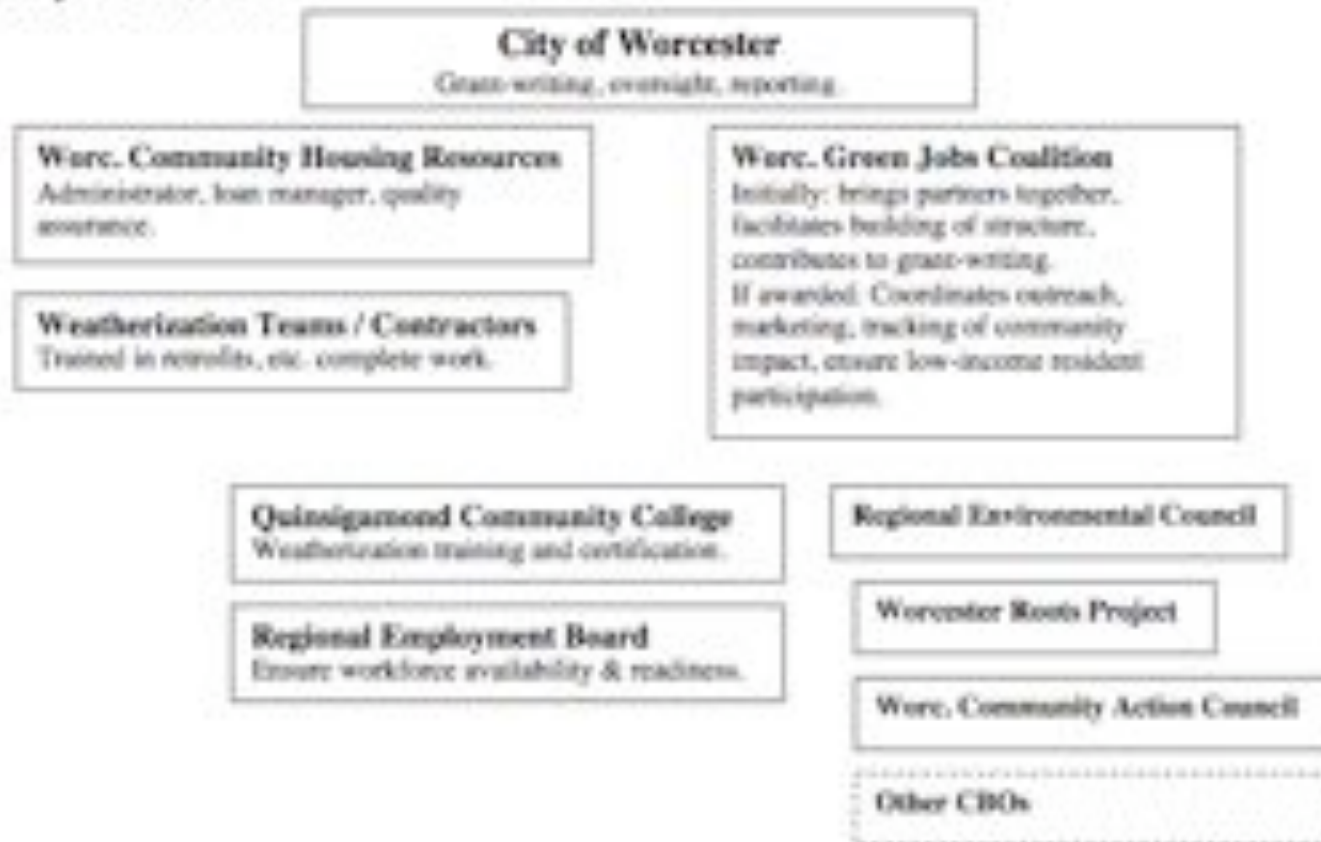 City of Worcester
Grant-writing, oversight, reporting.
Worc. Community Housing Resources
Administrator, loan manager, quality
assurance.
Weatherization Teams / Contractors
Trained in retrofits, etc. complete work.
Worc. Green Jobs Coalition
Initially: brings partners together,
facilitates building of structure,
contributes to grant-writing.
If awarded: Coordinates outreach,
marketing, tracking of community
impact, ensure low-income resident
participation.
Quinsigamond Community College
Weatherization training and certification.
Regional Employment Board
Ensure workforce availability & readiness.
Regional Environmental Council
Worcester Roots Project
Worc. Community Action Council
Other CBOs